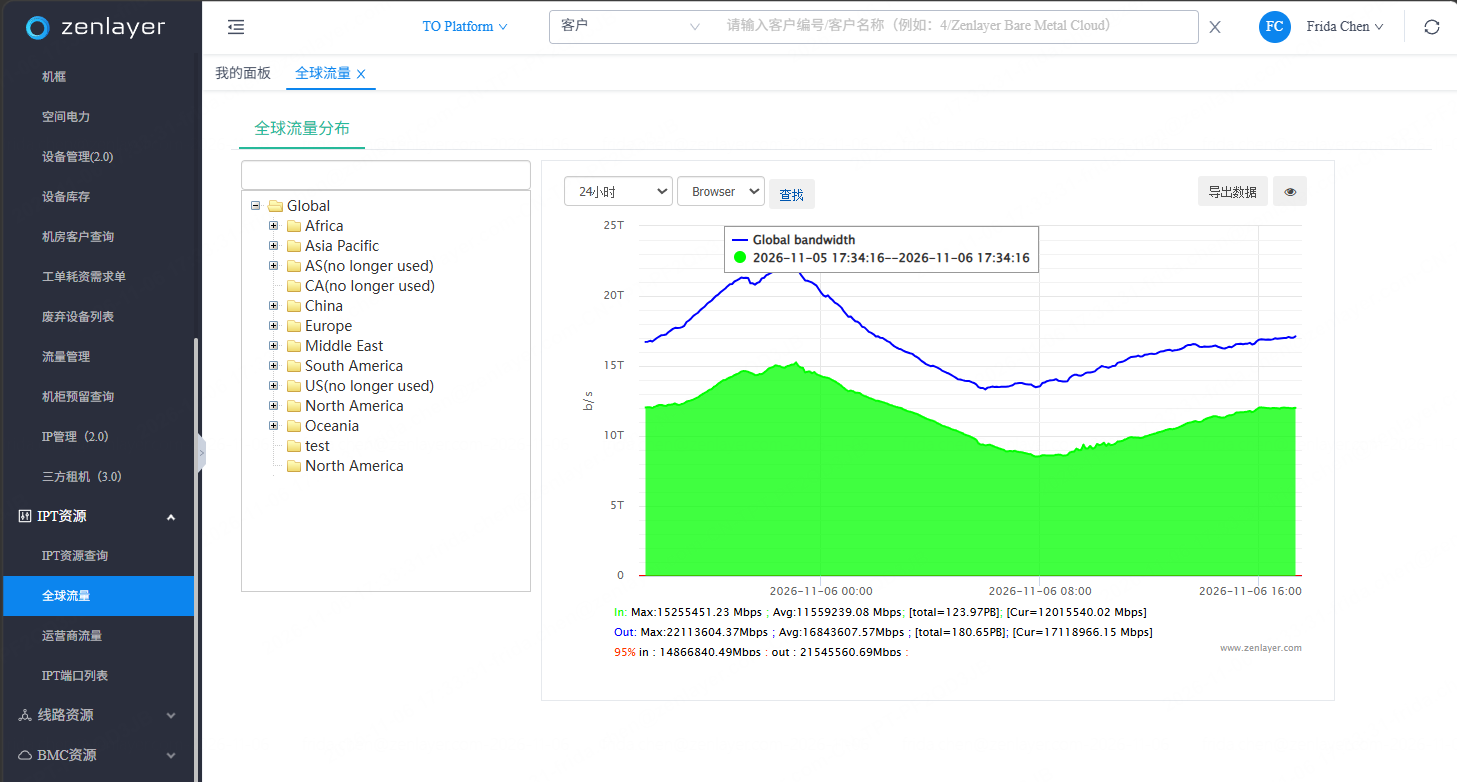 zenlayer
TO Platform
客户
请输入客户编号/客户名称（例如：4/Zenlayer Bare Metal Cloud）
FC
Frida Chen
我的面板
全球流量
机框
空间电力
设备管理(2.0)
设备库存
机房客户查询
工单耗资需求单
废弃设备列表
流量管理
机柜预留查询
IP管理（2.0）
三方租机（3.0）
IPT资源
IPT资源查询
全球流量
运营商流量
IPT端口列表
线路资源
BMC资源
全球流量分布
Global
Africa
Asia Pacific
AS(no longer used)
CA(no longer used)
China
Europe
Middle East
South America
US(no longer used)
North America
Oceania
test
North America
24小时
Browser
查找
导出数据
Global bandwidth
2026-11-05 17:34:16--2026-11-06 17:34:16
25T
20T
15T
10T
5T
0
b/s
2026-11-06 00:00
2026-11-06 08:00
2026-11-06 16:00
In: Max:15255451.23 Mbps ; Avg:11559239.08 Mbps; [total=123.97PB]; [Cur=12015540.02 Mbps]
Out: Max:22113604.37Mbps ; Avg:16843607.57Mbps ; [total=180.65PB]; [Cur=17118966.15 Mbps]
95% in : 14866840.49Mbps : out : 21545560.69Mbps :
www.zenlayer.com